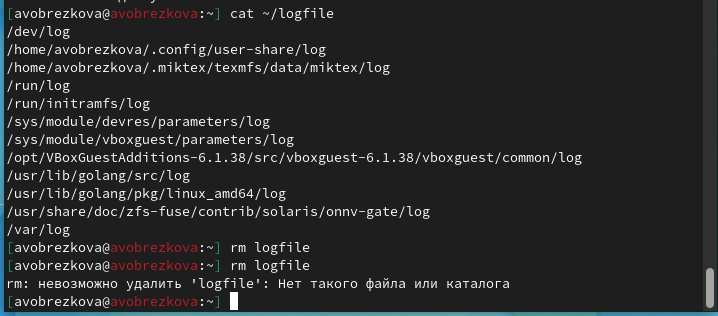 [avobrezkova@avobrezkova:~] cat ~/logfile
/dev/log
/home/avobrezkova/.config/user-share/log
/home/avobrezkova/.miktex/texmfs/data/miktex/log
/run/log
/run/initramfs/log
/sys/module/devres/parameters/log
/sys/module/vboxguest/parameters/log
/opt/VBoxGuestAdditions-6.1.38/src/vboxguest-6.1.38/vboxguest/common/log
/usr/lib/golang/src/log
/usr/lib/golang/pkg/linux_amd64/log
/usr/share/doc/zfs-fuse/contrib/solaris/onnv-gate/log
/var/log
[avobrezkova@avobrezkova:~] rm logfile
[avobrezkova@avobrezkova:~] rm logfile
rm: невозможно удалить 'logfile': Нет такого файла или каталога
[avobrezkova@avobrezkova:~]